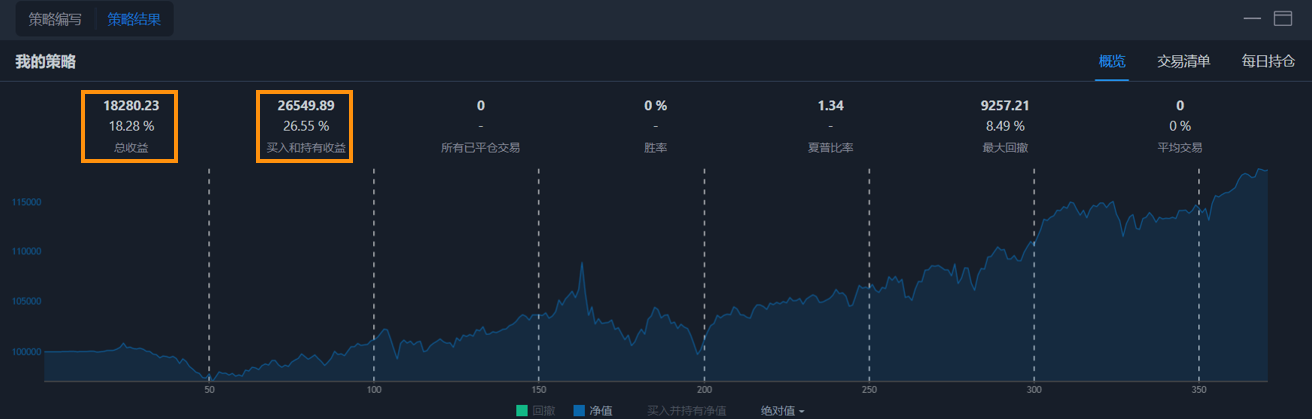 策略编写 策略结果
我的策略 概览 交易清单 每日持仓
18280.23 26549.89 0 0 % 1.34 9257.21 0
18.28 % 26.55 % - - - 8.49 % 0 %
总收益 买入和持有收益 所有已平仓交易 胜率 夏普比率 最大回撤 平均交易
115000
110000
105000
100000
50 100 150 200 250 300 350
回撤 净值 买入并持有净值 绝对值